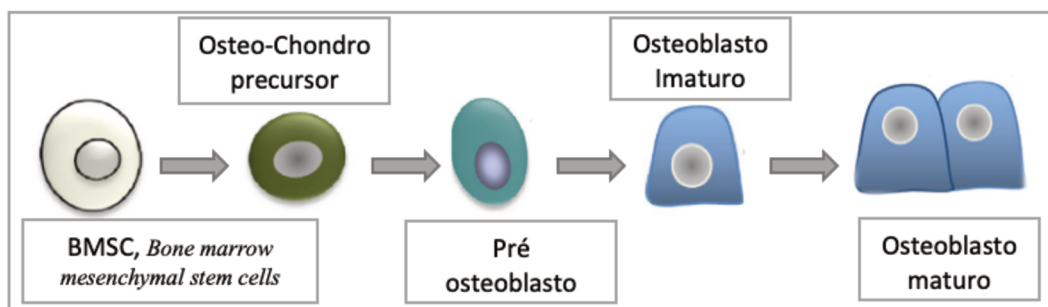 Osteo-Chondro
precursor
Osteoblasto
Imaturo
BMSC, Bone marrow
mesenchymal stem cells
Pré
osteoblasto
Osteoblasto
maturo